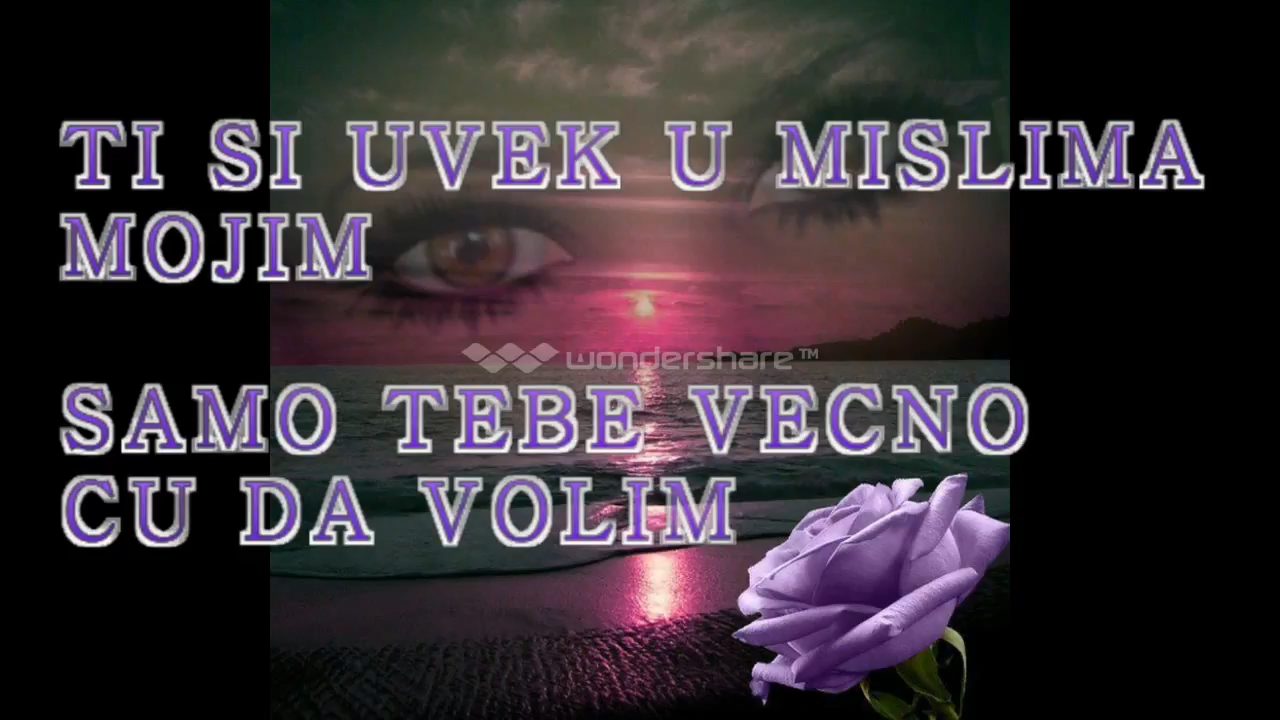 TI SI UVEK U MISLIMA
MOJIM
wondershare™
SAMO TEBE VECNO
CU DA VOLIM